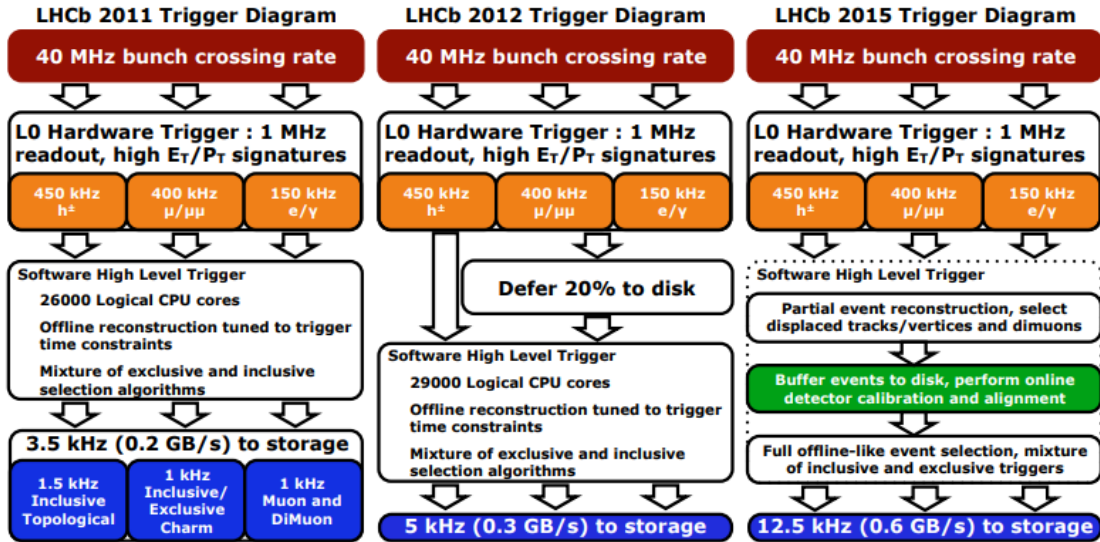 LHCb 2011 Trigger Diagram
40 MHz bunch crossing rate
L0 Hardware Trigger : 1 MHz
readout, high E_T/P_T signatures
450 kHz
h±
400 kHz
μ/μμ
150 kHz
e/γ
Software High Level Trigger
26000 Logical CPU cores
Offline reconstruction tuned to trigger
time constraints
Mixture of exclusive and inclusive
selection algorithms
3.5 kHz (0.2 GB/s) to storage
1.5 kHz
Inclusive
Topological
1 kHz
Inclusive/
Exclusive
Charm
1 kHz
Muon and
DiMuon
LHCb 2012 Trigger Diagram
40 MHz bunch crossing rate
L0 Hardware Trigger : 1 MHz
readout, high E_T/P_T signatures
450 kHz
h±
400 kHz
μ/μμ
150 kHz
e/γ
Defer 20% to disk
Software High Level Trigger
29000 Logical CPU cores
Offline reconstruction tuned to trigger
time constraints
Mixture of exclusive and inclusive
selection algorithms
5 kHz (0.3 GB/s) to storage
LHCb 2015 Trigger Diagram
40 MHz bunch crossing rate
L0 Hardware Trigger : 1 MHz
readout, high E_T/P_T signatures
450 kHz
h±
400 kHz
μ/μμ
150 kHz
e/γ
Software High Level Trigger
Partial event reconstruction, select
displaced tracks/vertices and dimuons
Buffer events to disk, perform online
detector calibration and alignment
Full offline-like event selection, mixture
of inclusive and exclusive triggers
12.5 kHz (0.6 GB/s) to storage